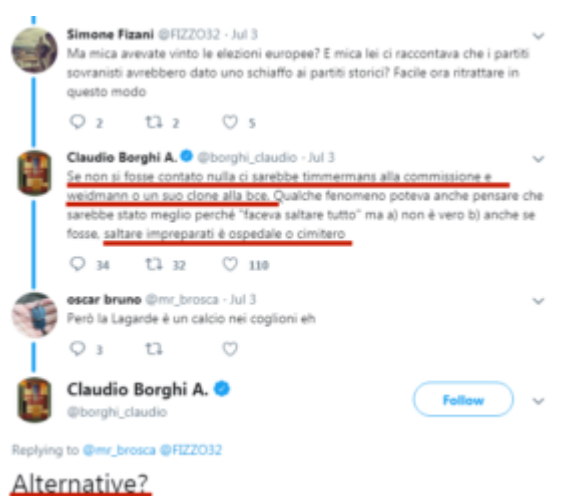 Simone Fizani @FIZZO32 · Jul 3
Ma mica avevate vinto le elezioni europee? E mica lei ci raccontava che i partiti
sovranisti avrebbero dato uno schiaffo ai partiti storici? Facile ora ritrattare in
questo modo
2 2 5
Claudio Borghi A. @borghi_claudio · Jul 3
Se non si fosse contato nulla ci sarebbe timmermans alla commissione e
weidmann o un suo clone alla bce. Qualche fenomeno poteva anche pensare che
sarebbe stato meglio perché "faceva saltare tutto" ma a) non è vero b) anche se
fosse, saltare impreparati è ospedale o cimitero
34 32 110
oscar bruno @mr_brosca · Jul 3
Però la Lagarde è un calcio nei coglioni eh
3
Claudio Borghi A.
@borghi_claudio
Follow
Replying to @mr_brosca @FIZZO32
Alternative?